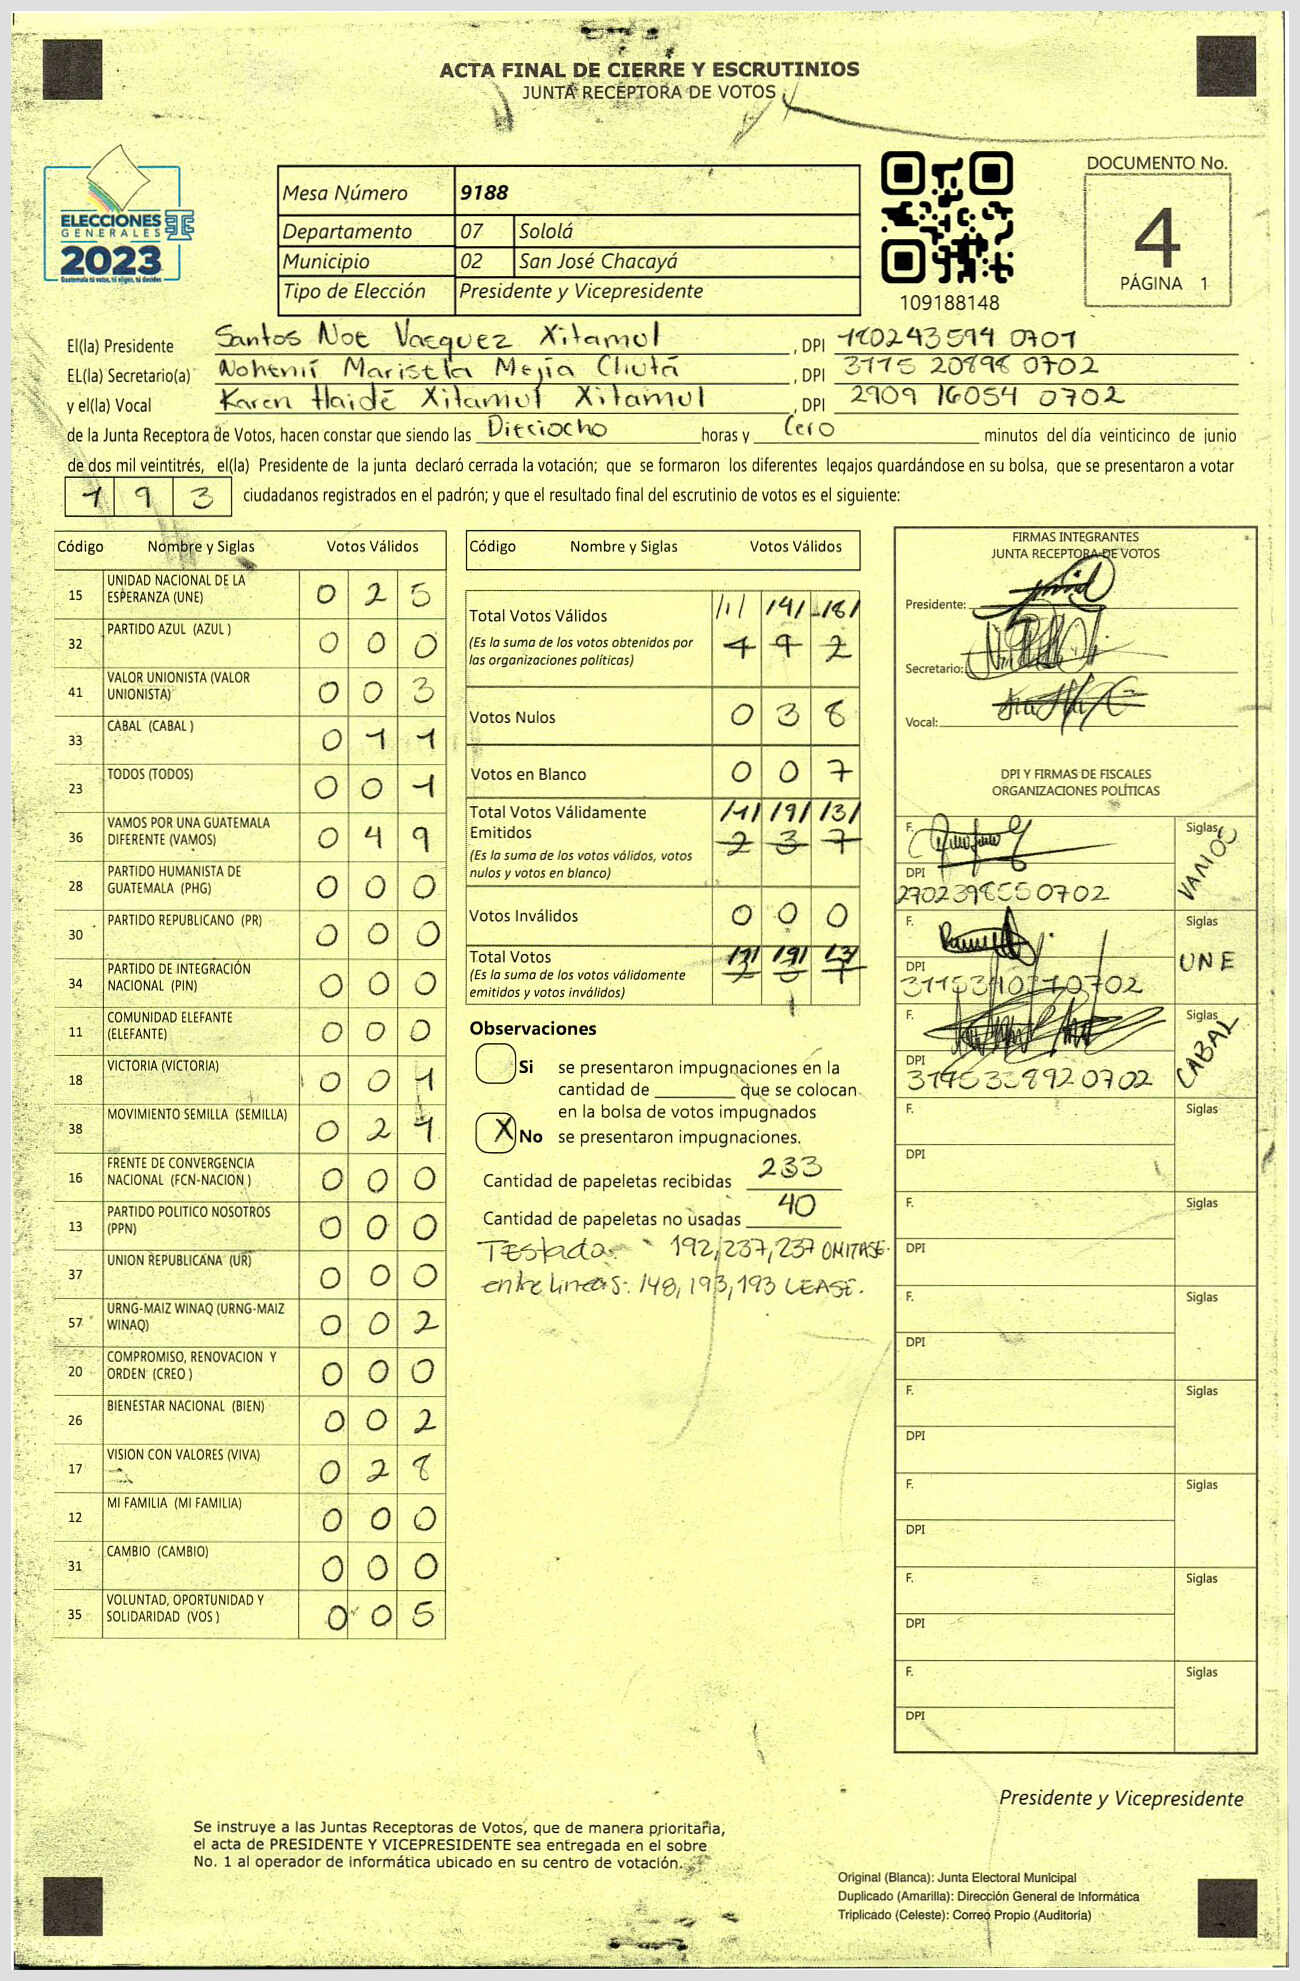 ACTA FINAL DE CIERRE Y ESCRUTINIOS
JUNTA RECEPTORA DE VOTOS
ELECCIONES
GENERALES
2023
Guatemala tú votas, tú eliges, tú decides
Mesa Número 9188
Departamento 07 Sololá
Municipio 02 San José Chacayá
Tipo de Elección Presidente y Vicepresidente
109188148
DOCUMENTO No.
4
PÁGINA 1
El(la) Presidente Santos Noe Vasquez Xitamul, DPI 180243594 0701
EL(la) Secretario(a) Nohemí Maristla Mejía Chutá, DPI 3115 20898 0702
y el(la) Vocal Karen Haidé Xitamul Xitamul, DPI 2909 16054 0702
de la Junta Receptora de Votos, hacen constar que siendo las Dieciocho horas y Cero minutos del día veinticinco de junio
de dos mil veintitrés, el(la) Presidente de la junta declaró cerrada la votación; que se formaron los diferentes legajos quardándose en su bolsa, que se presentaron a votar
193 ciudadanos registrados en el padrón; y que el resultado final del escrutinio de votos es el siguiente:
Código Nombre y Siglas Votos Válidos
15 UNIDAD NACIONAL DE LA ESPERANZA (UNE) 0 2 5
32 PARTIDO AZUL (AZUL ) 0 0 0
41 VALOR UNIONISTA (VALOR UNIONISTA) 0 0 3
33 CABAL (CABAL ) 0 1 1
23 TODOS (TODOS) 0 0 1
36 VAMOS POR UNA GUATEMALA DIFERENTE (VAMOS) 0 4 9
28 PARTIDO HUMANISTA DE GUATEMALA (PHG) 0 0 0
30 PARTIDO REPUBLICANO (PR) 0 0 0
34 PARTIDO DE INTEGRACIÓN NACIONAL (PIN) 0 0 0
11 COMUNIDAD ELEFANTE (ELEFANTE) 0 0 0
18 VICTORIA (VICTORIA) 0 0 1
38 MOVIMIENTO SEMILLA (SEMILLA) 0 2 1
16 FRENTE DE CONVERGENCIA NACIONAL (FCN-NACION ) 0 0 0
13 PARTIDO POLITICO NOSOTROS (PPN) 0 0 0
37 UNION REPUBLICANA (UR) 0 0 0
57 URNG-MAIZ WINAQ (URNG-MAIZ WINAQ) 0 0 2
20 COMPROMISO, RENOVACION Y ORDEN (CREO ) 0 0 0
26 BIENESTAR NACIONAL (BIEN) 0 0 2
17 VISION CON VALORES (VIVA) 0 2 8
12 MI FAMILIA (MI FAMILIA) 0 0 0
31 CAMBIO (CAMBIO) 0 0 0
35 VOLUNTAD, OPORTUNIDAD Y SOLIDARIDAD (VOS ) 0 0 5
Código Nombre y Siglas Votos Válidos
Total Votos Válidos /1/ /4/ /8/
(Es la suma de los votos obtenidos por las organizaciones políticas) 1 9 2
Votos Nulos 0 3 8
Votos en Blanco 0 0 7
Total Votos Válidamente Emitidos /1/ /9/ /3/
2 3 7
(Es la suma de los votos válidos, votos nulos y votos en blanco)
Votos Inválidos 0 0 0
Total Votos /1/ /9/ /3/
(Es la suma de los votos válidamente emitidos y votos inválidos) 2 3 7
Observaciones
Si se presentaron impugnaciones en la
cantidad de ________ que se colocan
en la bolsa de votos impugnados
X No se presentaron impugnaciones.
Cantidad de papeletas recibidas 233
Cantidad de papeletas no usadas 40
Testado: 192,237,237 OMITASE.
entre líneas: 148,193,193 LEASE.
FIRMAS INTEGRANTES
JUNTA RECEPTORA DE VOTOS
Presidente:
Secretario:
Vocal:
DPI Y FIRMAS DE FISCALES
ORGANIZACIONES POLÍTICAS
F. Siglas VAMOS
DPI
F. Siglas UNE
DPI
F. Siglas CABAL
DPI
F. Siglas
DPI
F. Siglas
DPI
F. Siglas
DPI
F. Siglas
DPI
F. Siglas
DPI
F. Siglas
DPI
F. Siglas
DPI
Presidente y Vicepresidente
Se instruye a las Juntas Receptoras de Votos, que de manera prioritaria,
el acta de PRESIDENTE Y VICEPRESIDENTE sea entregada en el sobre
No. 1 al operador de informática ubicado en su centro de votación.
Original (Blanca): Junta Electoral Municipal
Duplicado (Amarilla): Dirección General de Informática
Triplicado (Celeste): Correo Propio (Auditoria)